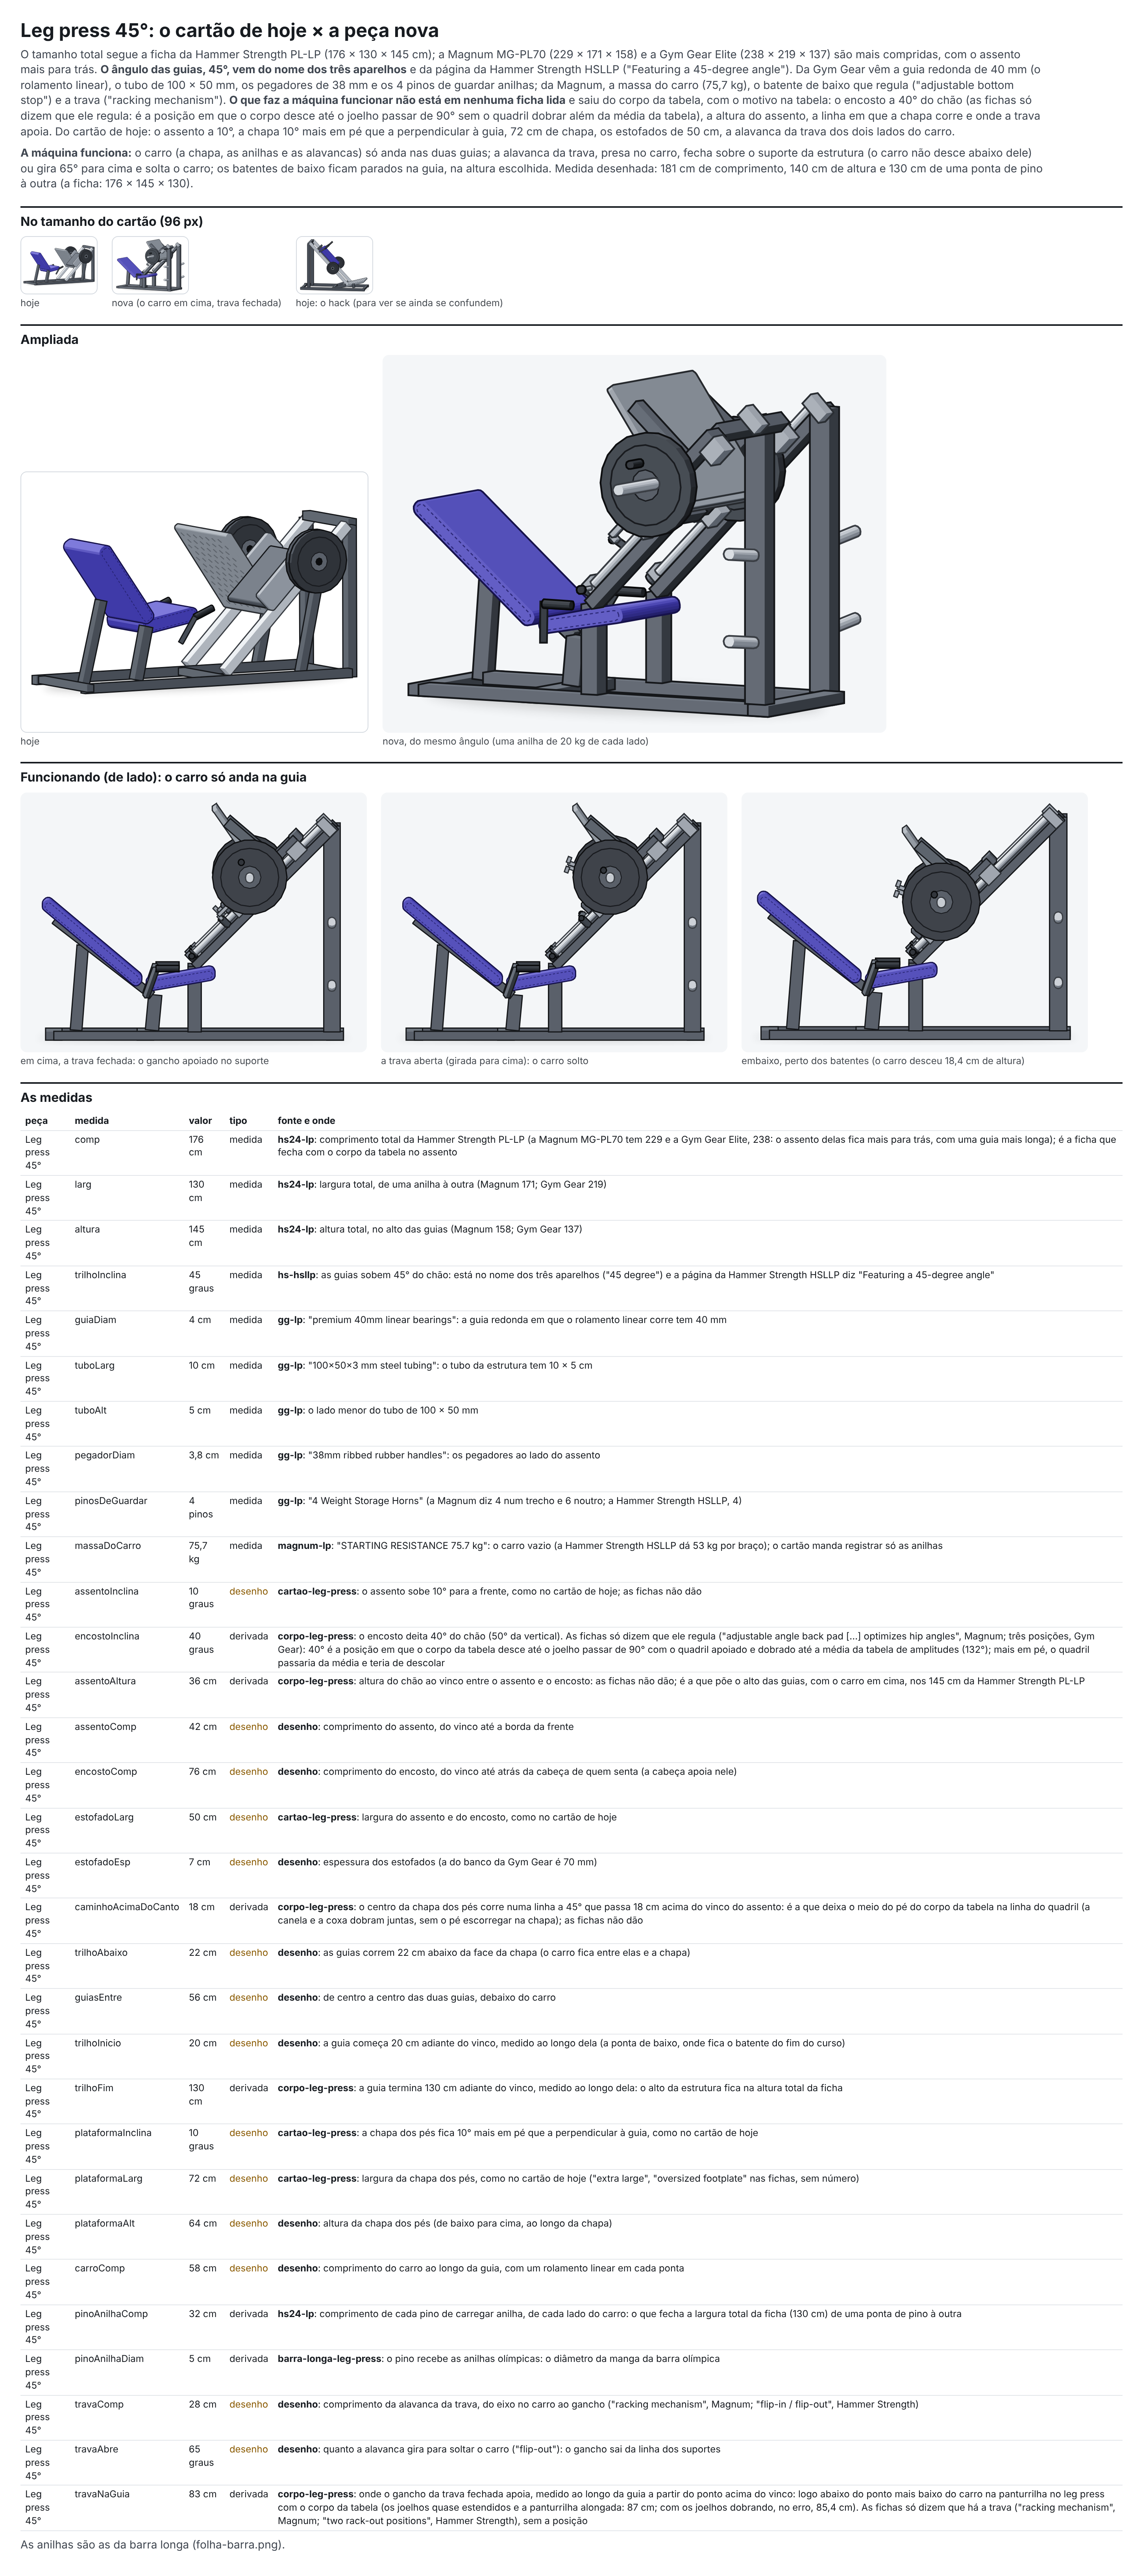 Leg press 45°: o cartão de hoje × a peça nova
O tamanho total segue a ficha da Hammer Strength PL-LP (176 × 130 × 145 cm); a Magnum MG-PL70 (229 × 171 × 158) e a Gym Gear Elite (238 × 219 × 137) são mais compridas, com o assento
mais para trás. O ângulo das guias, 45°, vem do nome dos três aparelhos e da página da Hammer Strength HSLLP ("Featuring a 45-degree angle"). Da Gym Gear vêm a guia redonda de 40 mm (o
rolamento linear), o tubo de 100 × 50 mm, os pegadores de 38 mm e os 4 pinos de guardar anilhas; da Magnum, a massa do carro (75,7 kg), o batente de baixo que regula ("adjustable bottom
stop") e a trava ("racking mechanism"). O que faz a máquina funcionar não está em nenhuma ficha lida e saiu do corpo da tabela, com o motivo na tabela: o encosto a 40° do chão (as fichas só
dizem que ele regula: é a posição em que o corpo desce até o joelho passar de 90° sem o quadril dobrar além da média da tabela), a altura do assento, a linha em que a chapa corre e onde a trava
apoia. Do cartão de hoje: o assento a 10°, a chapa 10° mais em pé que a perpendicular à guia, 72 cm de chapa, os estofados de 50 cm, a alavanca da trava dos dois lados do carro.
A máquina funciona: o carro (a chapa, as anilhas e as alavancas) só anda nas duas guias; a alavanca da trava, presa no carro, fecha sobre o suporte da estrutura (o carro não desce abaixo dele)
ou gira 65° para cima e solta o carro; os batentes de baixo ficam parados na guia, na altura escolhida. Medida desenhada: 181 cm de comprimento, 140 cm de altura e 130 cm de uma ponta de pino
à outra (a ficha: 176 × 145 × 130).
No tamanho do cartão (96 px)
hoje
nova (o carro em cima, trava fechada)
hoje: o hack (para ver se ainda se confundem)
Ampliada
hoje
nova, do mesmo ângulo (uma anilha de 20 kg de cada lado)
Funcionando (de lado): o carro só anda na guia
em cima, a trava fechada: o gancho apoiado no suporte
a trava aberta (girada para cima): o carro solto
embaixo, perto dos batentes (o carro desceu 18,4 cm de altura)
As medidas
peça medida valor tipo fonte e onde
Leg press 45° comp 176 cm medida hs24-lp: comprimento total da Hammer Strength PL-LP (a Magnum MG-PL70 tem 229 e a Gym Gear Elite, 238: o assento delas fica mais para trás, com uma guia mais longa); é a ficha que
fecha com o corpo da tabela no assento
Leg press 45° larg 130 cm medida hs24-lp: largura total, de uma anilha à outra (Magnum 171; Gym Gear 219)
Leg press 45° altura 145 cm medida hs24-lp: altura total, no alto das guias (Magnum 158; Gym Gear 137)
Leg press 45° trilhoInclina 45 graus medida hs-hsllp: as guias sobem 45° do chão: está no nome dos três aparelhos ("45 degree") e a página da Hammer Strength HSLLP diz "Featuring a 45-degree angle"
Leg press 45° guiaDiam 4 cm medida gg-lp: "premium 40mm linear bearings": a guia redonda em que o rolamento linear corre tem 40 mm
Leg press 45° tuboLarg 10 cm medida gg-lp: "100×50×3 mm steel tubing": o tubo da estrutura tem 10 × 5 cm
Leg press 45° tuboAlt 5 cm medida gg-lp: o lado menor do tubo de 100 × 50 mm
Leg press 45° pegadorDiam 3,8 cm medida gg-lp: "38mm ribbed rubber handles": os pegadores ao lado do assento
Leg press 45° pinosDeGuardar 4 pinos medida gg-lp: "4 Weight Storage Horns" (a Magnum diz 4 num trecho e 6 noutro; a Hammer Strength HSLLP, 4)
Leg press 45° massaDoCarro 75,7 kg medida magnum-lp: "STARTING RESISTANCE 75.7 kg": o carro vazio (a Hammer Strength HSLLP dá 53 kg por braço); o cartão manda registrar só as anilhas
Leg press 45° assentoInclina 10 graus desenho cartao-leg-press: o assento sobe 10° para a frente, como no cartão de hoje; as fichas não dão
Leg press 45° encostoInclina 40 graus derivada corpo-leg-press: o encosto deita 40° do chão (50° da vertical). As fichas só dizem que ele regula ("adjustable angle back pad [...] optimizes hip angles", Magnum; três posições, Gym
Gear): 40° é a posição em que o corpo da tabela desce até o joelho passar de 90° com o quadril apoiado e dobrado até a média da tabela de amplitudes (132°); mais em pé, o quadril
passaria da média e teria de descolar
Leg press 45° assentoAltura 36 cm derivada corpo-leg-press: altura do chão ao vinco entre o assento e o encosto: as fichas não dão; é a que põe o alto das guias, com o carro em cima, nos 145 cm da Hammer Strength PL-LP
Leg press 45° assentoComp 42 cm desenho desenho: comprimento do assento, do vinco até a borda da frente
Leg press 45° encostoComp 76 cm desenho desenho: comprimento do encosto, do vinco até atrás da cabeça de quem senta (a cabeça apoia nele)
Leg press 45° estofadoLarg 50 cm desenho cartao-leg-press: largura do assento e do encosto, como no cartão de hoje
Leg press 45° estofadoEsp 7 cm desenho desenho: espessura dos estofados (a do banco da Gym Gear é 70 mm)
Leg press 45° caminhoAcimaDoCanto 18 cm derivada corpo-leg-press: o centro da chapa dos pés corre numa linha a 45° que passa 18 cm acima do vinco do assento: é a que deixa o meio do pé do corpo da tabela na linha do quadril (a
canela e a coxa dobram juntas, sem o pé escorregar na chapa); as fichas não dão
Leg press 45° trilhoAbaixo 22 cm desenho desenho: as guias correm 22 cm abaixo da face da chapa (o carro fica entre elas e a chapa)
Leg press 45° guiasEntre 56 cm desenho desenho: de centro a centro das duas guias, debaixo do carro
Leg press 45° trilhoInicio 20 cm desenho desenho: a guia começa 20 cm adiante do vinco, medido ao longo dela (a ponta de baixo, onde fica o batente do fim do curso)
Leg press 45° trilhoFim 130 cm derivada corpo-leg-press: a guia termina 130 cm adiante do vinco, medido ao longo dela: o alto da estrutura fica na altura total da ficha
Leg press 45° plataformaInclina 10 graus desenho cartao-leg-press: a chapa dos pés fica 10° mais em pé que a perpendicular à guia, como no cartão de hoje
Leg press 45° plataformaLarg 72 cm desenho cartao-leg-press: largura da chapa dos pés, como no cartão de hoje ("extra large", "oversized footplate" nas fichas, sem número)
Leg press 45° plataformaAlt 64 cm desenho desenho: altura da chapa dos pés (de baixo para cima, ao longo da chapa)
Leg press 45° carroComp 58 cm desenho desenho: comprimento do carro ao longo da guia, com um rolamento linear em cada ponta
Leg press 45° pinoAnilhaComp 32 cm derivada hs24-lp: comprimento de cada pino de carregar anilha, de cada lado do carro: o que fecha a largura total da ficha (130 cm) de uma ponta de pino à outra
Leg press 45° pinoAnilhaDiam 5 cm derivada barra-longa-leg-press: o pino recebe as anilhas olímpicas: o diâmetro da manga da barra olímpica
Leg press 45° travaComp 28 cm desenho desenho: comprimento da alavanca da trava, do eixo no carro ao gancho ("racking mechanism", Magnum; "flip-in / flip-out", Hammer Strength)
Leg press 45° travaAbre 65 graus desenho desenho: quanto a alavanca gira para soltar o carro ("flip-out"): o gancho sai da linha dos suportes
Leg press 45° travaNaGuia 83 cm derivada corpo-leg-press: onde o gancho da trava fechada apoia, medido ao longo da guia a partir do ponto acima do vinco: logo abaixo do ponto mais baixo do carro na panturrilha no leg press
com o corpo da tabela (os joelhos quase estendidos e a panturrilha alongada: 87 cm; com os joelhos dobrando, no erro, 85,4 cm). As fichas só dizem que há a trava ("racking mechanism",
Magnum; "two rack-out positions", Hammer Strength), sem a posição
As anilhas são as da barra longa (folha-barra.png).